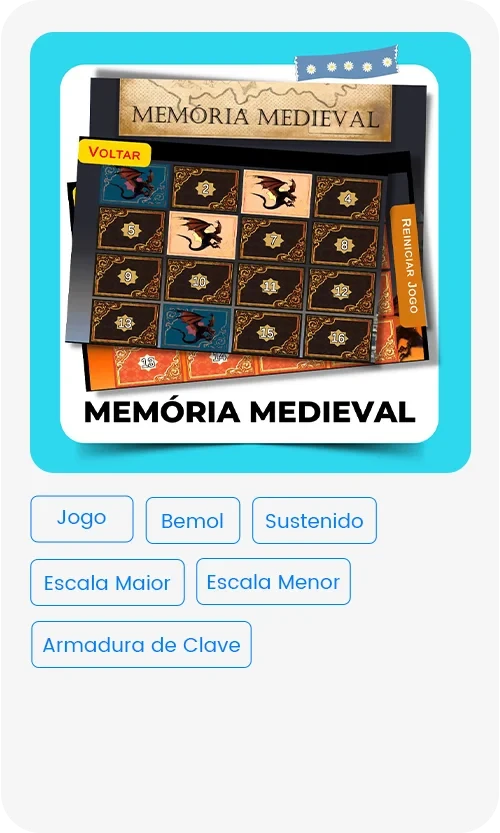 MEMÓRIA MEDIEVAL
VOLTAR
2
4
REINICIAR JOGO
5
7
8
9
10
11
12
13
15
16
13
MEMÓRIA MEDIEVAL
Jogo
Bemol
Sustenido
Escala Maior
Escala Menor
Armadura de Clave